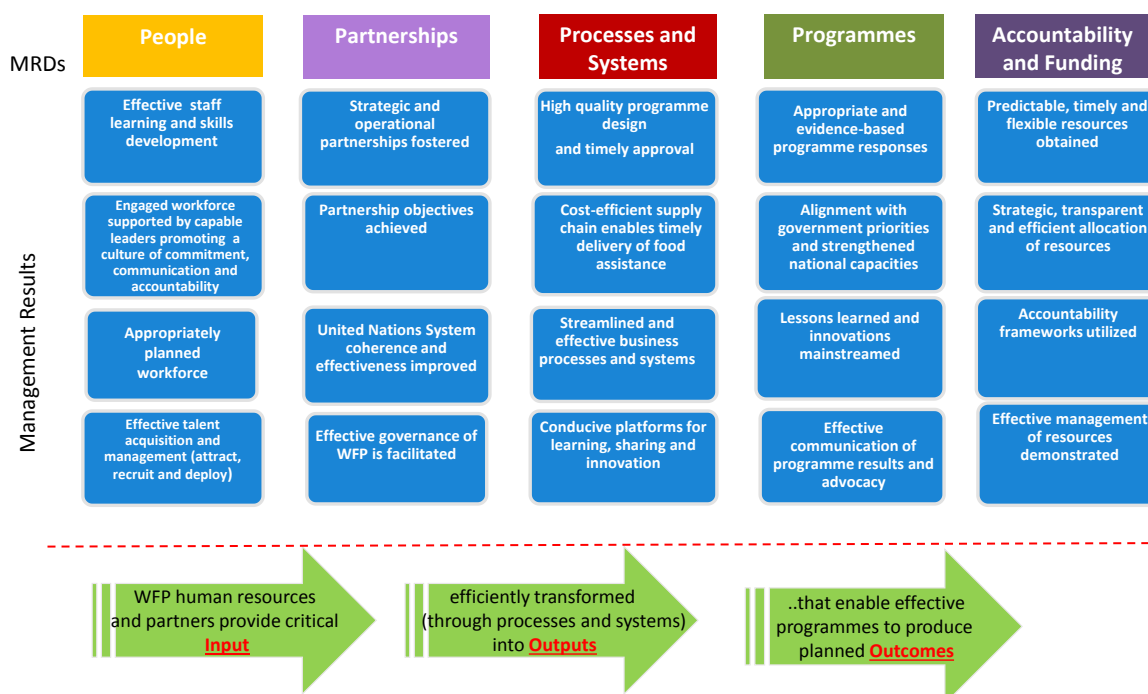 MRDs
People
Partnerships
Processes and
Systems
Programmes
Accountability
and Funding
Management Results
Effective staff
learning and skills
development
Strategic and
operational
partnerships fostered
High quality programme
design
and timely approval
Appropriate and
evidence-based
programme responses
Predictable, timely and
flexible resources
obtained
Engaged workforce
supported by capable
leaders promoting a
culture of commitment,
communication and
accountability
Partnership objectives
achieved
Cost-efficient supply
chain enables timely
delivery of food
assistance
Alignment with
government priorities
and strengthened
national capacities
Strategic, transparent
and efficient allocation
of resources
Appropriately
planned
workforce
United Nations System
coherence and
effectiveness improved
Streamlined and
effective business
processes and systems
Lessons learned and
innovations
mainstreamed
Accountability
frameworks utilized
Effective talent
acquisition and
management (attract,
recruit and deploy)
Effective governance of
WFP is facilitated
Conducive platforms for
learning, sharing and
innovation
Effective
communication of
programme results and
advocacy
Effective management
of resources
demonstrated
WFP human resources
and partners provide critical
Input
efficiently transformed
(through processes and systems)
into Outputs
..that enable effective
programmes to produce
planned Outcomes